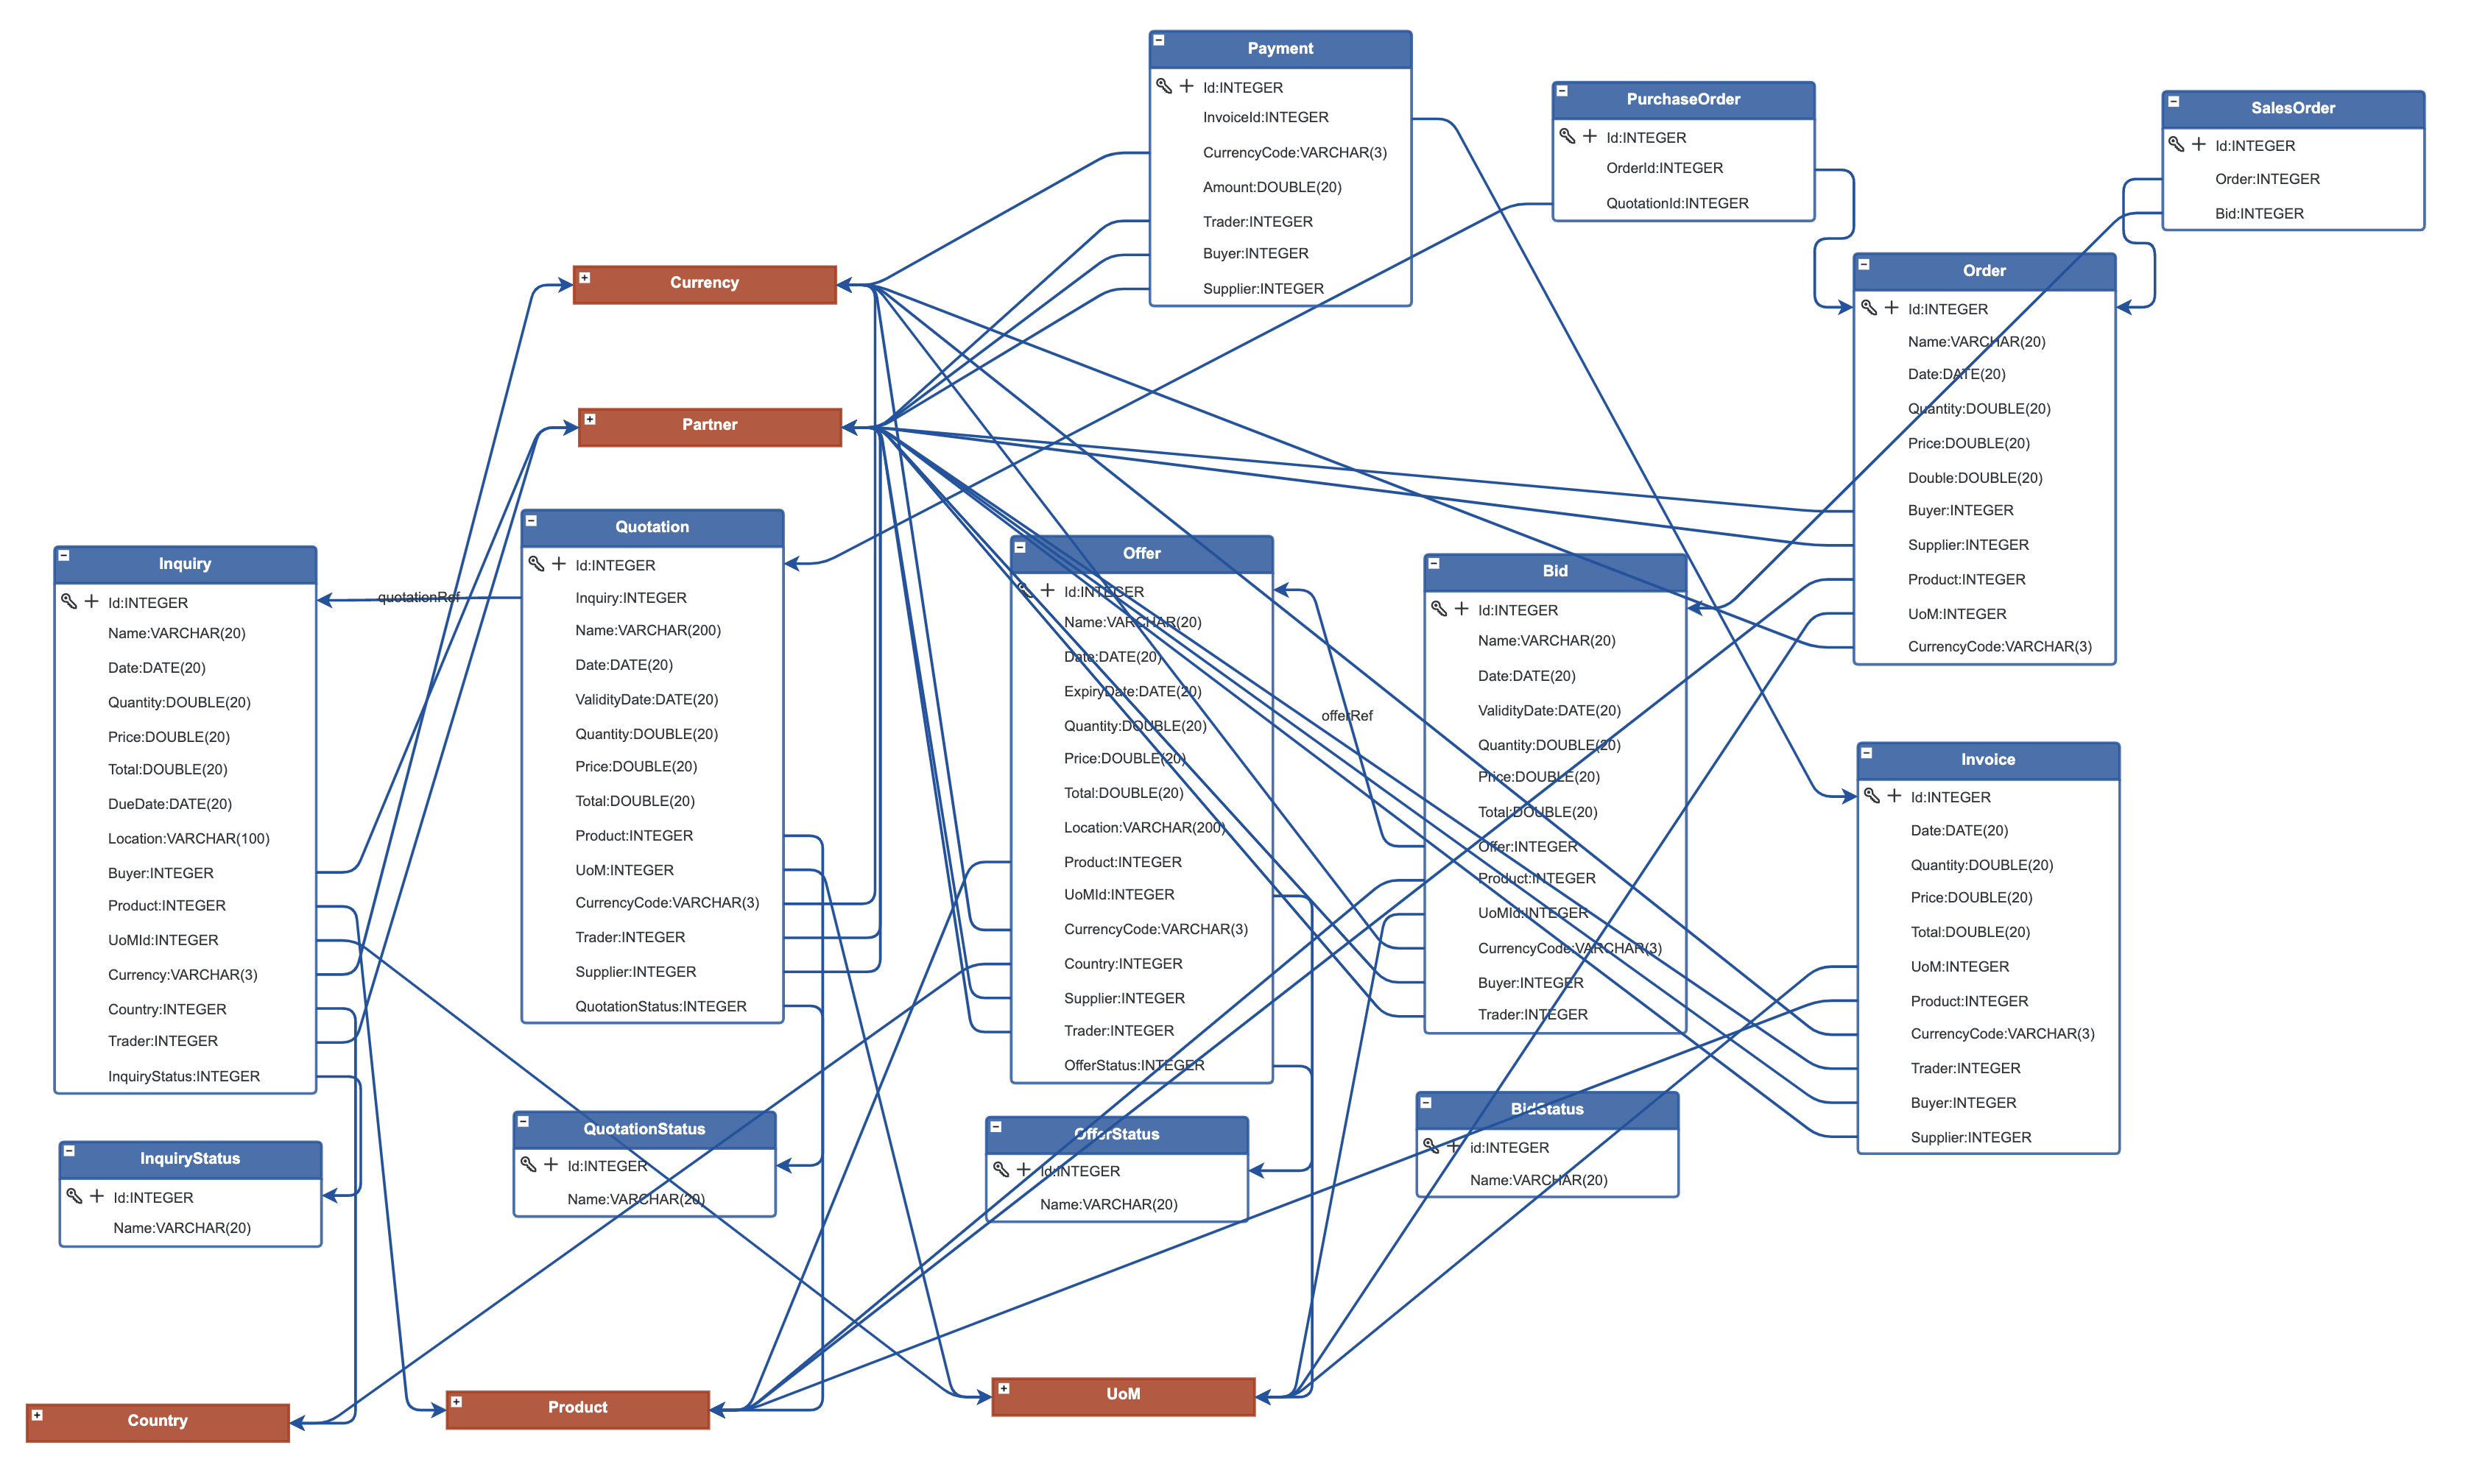 Payment
Id:INTEGER
InvoiceId:INTEGER
CurrencyCode:VARCHAR(3)
Amount:DOUBLE(20)
Trader:INTEGER
Buyer:INTEGER
Supplier:INTEGER
PurchaseOrder
Id:INTEGER
OrderId:INTEGER
QuotationId:INTEGER
SalesOrder
Id:INTEGER
Order:INTEGER
Bid:INTEGER
Currency
Partner
Order
Id:INTEGER
Name:VARCHAR(20)
Date:DATE(20)
Quantity:DOUBLE(20)
Price:DOUBLE(20)
Double:DOUBLE(20)
Buyer:INTEGER
Supplier:INTEGER
Product:INTEGER
UoM:INTEGER
CurrencyCode:VARCHAR(3)
Inquiry
Id:INTEGER
Name:VARCHAR(20)
Date:DATE(20)
Quantity:DOUBLE(20)
Price:DOUBLE(20)
Total:DOUBLE(20)
DueDate:DATE(20)
Location:VARCHAR(100)
Buyer:INTEGER
Product:INTEGER
UoMId:INTEGER
Currency:VARCHAR(3)
Country:INTEGER
Trader:INTEGER
InquiryStatus:INTEGER
quotationRef
Quotation
Id:INTEGER
Inquiry:INTEGER
Name:VARCHAR(200)
Date:DATE(20)
ValidityDate:DATE(20)
Quantity:DOUBLE(20)
Price:DOUBLE(20)
Total:DOUBLE(20)
Product:INTEGER
UoM:INTEGER
CurrencyCode:VARCHAR(3)
Trader:INTEGER
Supplier:INTEGER
QuotationStatus:INTEGER
Offer
Id:INTEGER
Name:VARCHAR(20)
Date:DATE(20)
ExpiryDate:DATE(20)
Quantity:DOUBLE(20)
Price:DOUBLE(20)
Total:DOUBLE(20)
Location:VARCHAR(200)
Product:INTEGER
UoMId:INTEGER
CurrencyCode:VARCHAR(3)
Country:INTEGER
Supplier:INTEGER
Trader:INTEGER
OfferStatus:INTEGER
offerRef
Bid
Id:INTEGER
Name:VARCHAR(20)
Date:DATE(20)
ValidityDate:DATE(20)
Quantity:DOUBLE(20)
Price:DOUBLE(20)
Total:DOUBLE(20)
Offer:INTEGER
Product:INTEGER
UoMId:INTEGER
CurrencyCode:VARCHAR(3)
Buyer:INTEGER
Trader:INTEGER
Invoice
Id:INTEGER
Date:DATE(20)
Quantity:DOUBLE(20)
Price:DOUBLE(20)
Total:DOUBLE(20)
UoM:INTEGER
Product:INTEGER
CurrencyCode:VARCHAR(3)
Trader:INTEGER
Buyer:INTEGER
Supplier:INTEGER
InquiryStatus
Id:INTEGER
Name:VARCHAR(20)
QuotationStatus
Id:INTEGER
Name:VARCHAR(20)
OfferStatus
Id:INTEGER
Name:VARCHAR(20)
BidStatus
id:INTEGER
Name:VARCHAR(20)
Country
Product
UoM